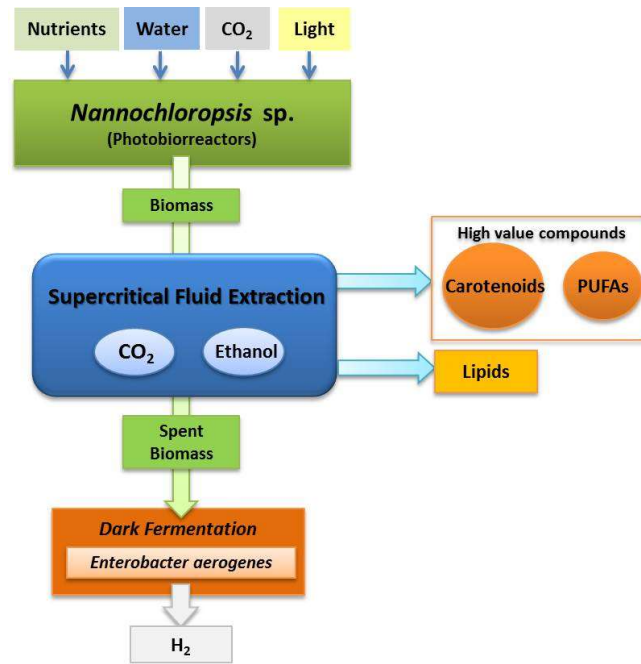 Nutrients
Water
CO₂
Light
Nannochloropsis sp.
(Photobiorreactors)
Biomass
High value compounds
Carotenoids
PUFAs
Supercritical Fluid Extraction
CO₂
Ethanol
Lipids
Spent
Biomass
Dark Fermentation
Enterobacter aerogenes
H₂